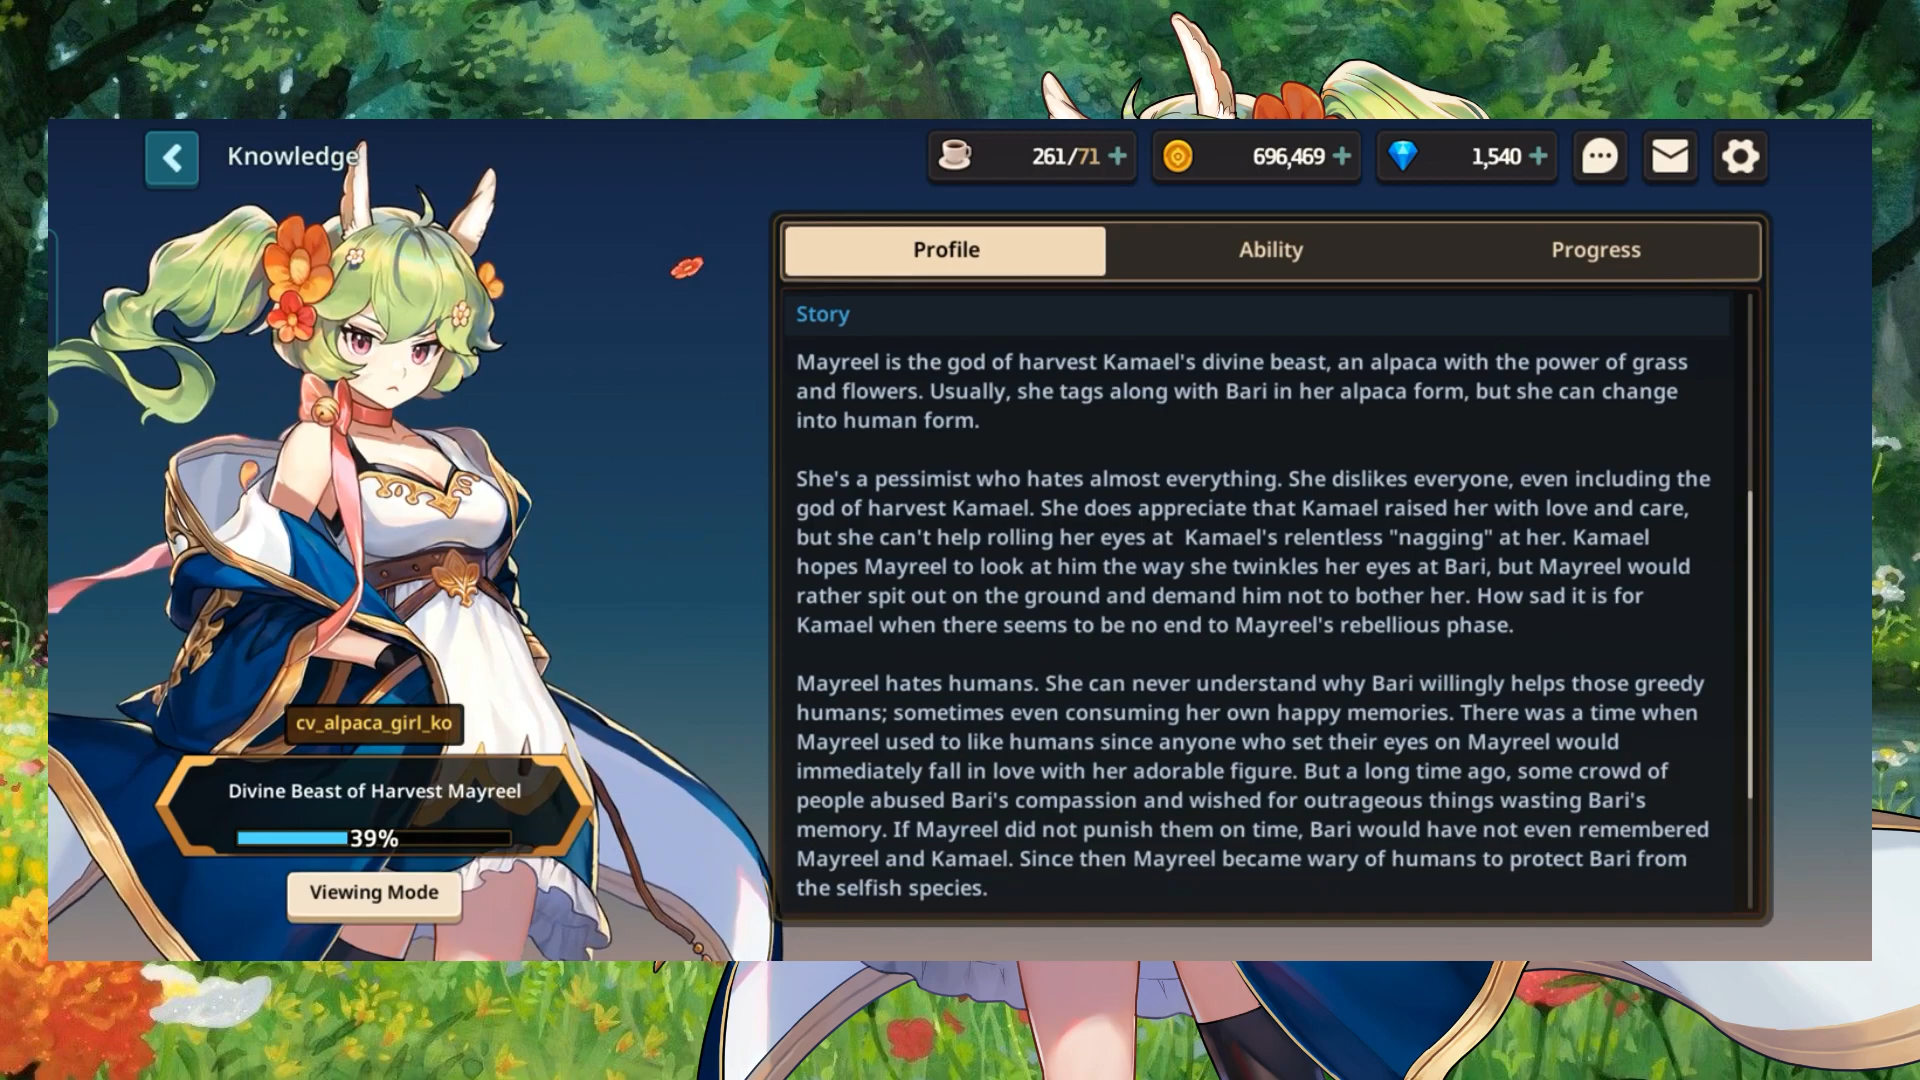 Knowledge
261/71
696,469
1,540
Profile
Ability
Progress
Story
Mayreel is the god of harvest Kamael's divine beast, an alpaca with the power of grass
and flowers. Usually, she tags along with Bari in her alpaca form, but she can change
into human form.
She's a pessimist who hates almost everything. She dislikes everyone, even including the
god of harvest Kamael. She does appreciate that Kamael raised her with love and care,
but she can't help rolling her eyes at  Kamael's relentless "nagging" at her. Kamael
hopes Mayreel to look at him the way she twinkles her eyes at Bari, but Mayreel would
rather spit out on the ground and demand him not to bother her. How sad it is for
Kamael when there seems to be no end to Mayreel's rebellious phase.
Mayreel hates humans. She can never understand why Bari willingly helps those greedy
humans; sometimes even consuming her own happy memories. There was a time when
Mayreel used to like humans since anyone who set their eyes on Mayreel would
immediately fall in love with her adorable figure. But a long time ago, some crowd of
people abused Bari's compassion and wished for outrageous things wasting Bari's
memory. If Mayreel did not punish them on time, Bari would have not even remembered
Mayreel and Kamael. Since then Mayreel became wary of humans to protect Bari from
the selfish species.
cv_alpaca_girl_ko
Divine Beast of Harvest Mayreel
39%
Viewing Mode